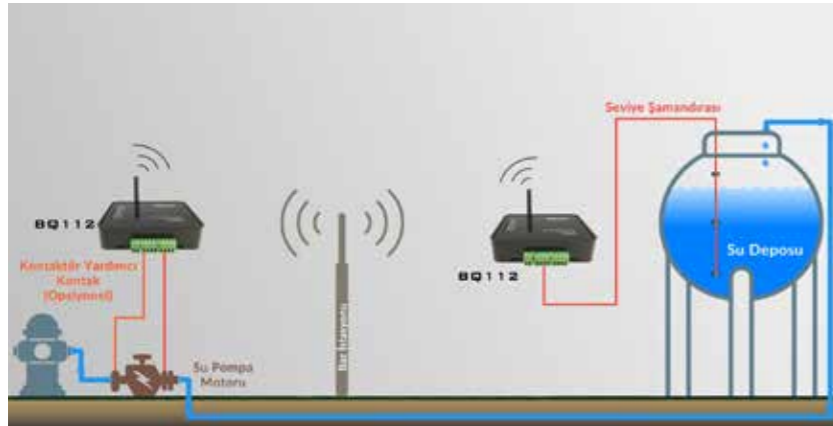 Seviye Şamandırası
BQ112
Kontaktör Yardımcı
Kontak
(Opsiyonel)
Su Pompa
Motoru
Baz İstasyonu
BQ112
Su Deposu